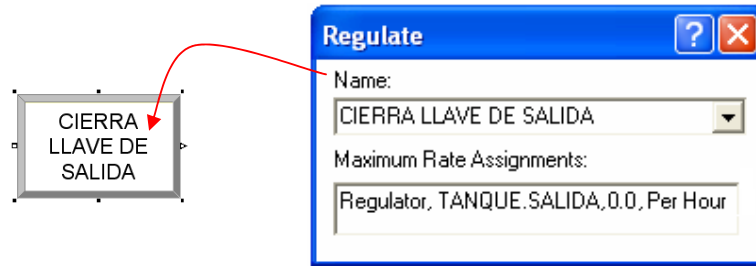 CIERRA
LLAVE DE
SALIDA
Regulate
Name:
CIERRA LLAVE DE SALIDA
Maximum Rate Assignments:
Regulator, TANQUE.SALIDA,0.0, Per Hour